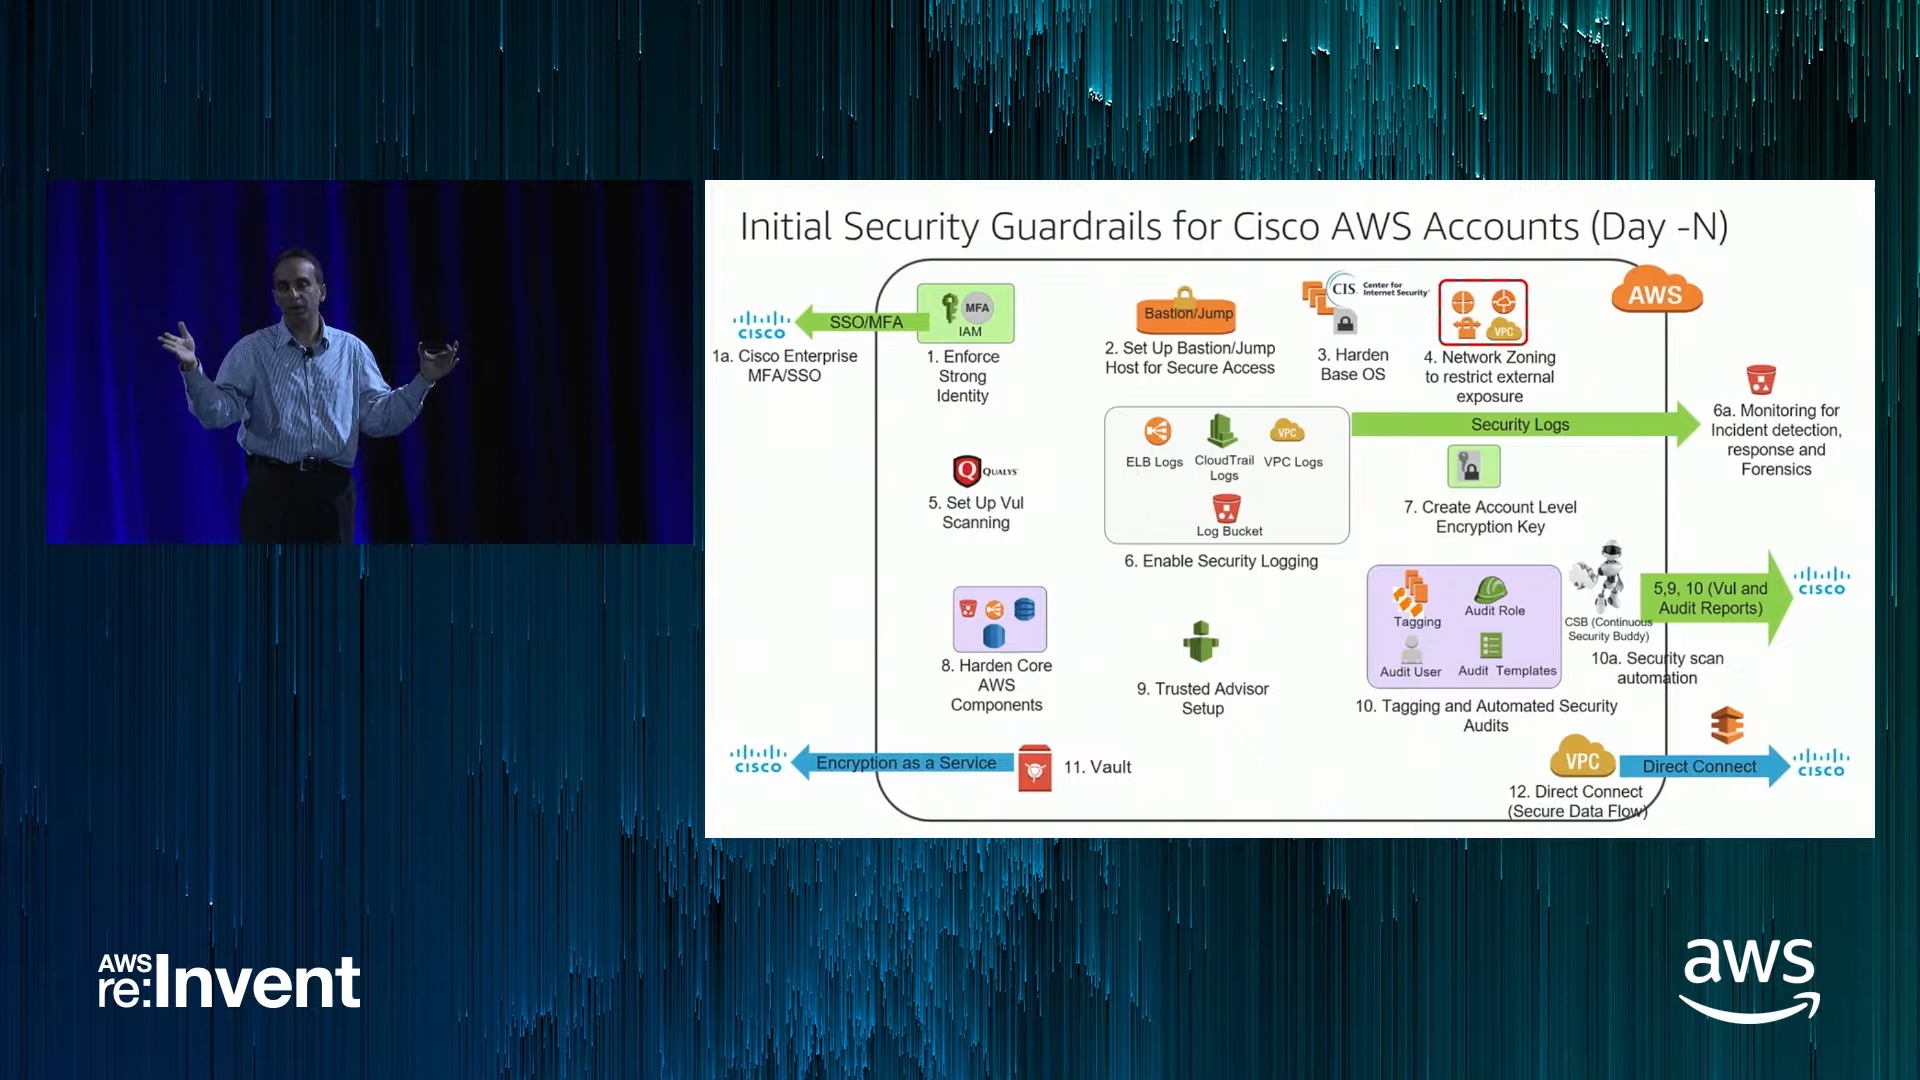 Initial Security Guardrails for Cisco AWS Accounts (Day -N)
AWS
CISCO
SSO/MFA
MFA
IAM
1a. Cisco Enterprise
MFA/SSO
1. Enforce
Strong
Identity
Bastion/Jump
2. Set Up Bastion/Jump
Host for Secure Access
CIS
Center for
Internet Security
3. Harden
Base OS
VPC
4. Network Zoning
to restrict external
exposure
Security Logs
6a. Monitoring for
Incident detection,
response and
Forensics
QUALYS
5. Set Up Vul
Scanning
VPC
ELB Logs
CloudTrail
Logs
VPC Logs
Log Bucket
6. Enable Security Logging
7. Create Account Level
Encryption Key
8. Harden Core
AWS
Components
9. Trusted Advisor
Setup
Tagging
Audit Role
Audit User
Audit Templates
10. Tagging and Automated Security
Audits
CSB (Continuous
Security Buddy)
10a. Security scan
automation
5,9, 10 (Vul and
Audit Reports)
CISCO
CISCO
Encryption as a Service
11. Vault
VPC
Direct Connect
CISCO
12. Direct Connect
(Secure Data Flow)
AWS
re:Invent
aws